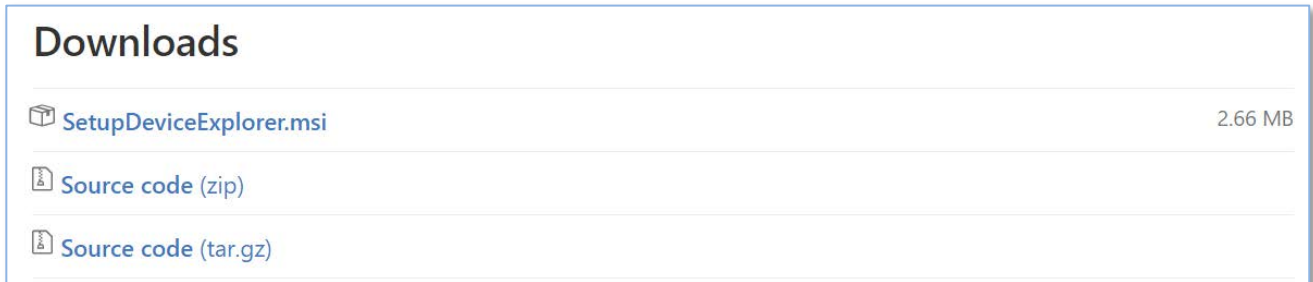 Downloads
SetupDeviceExplorer.msi 2.66 MB
Source code (zip)
Source code (tar.gz)